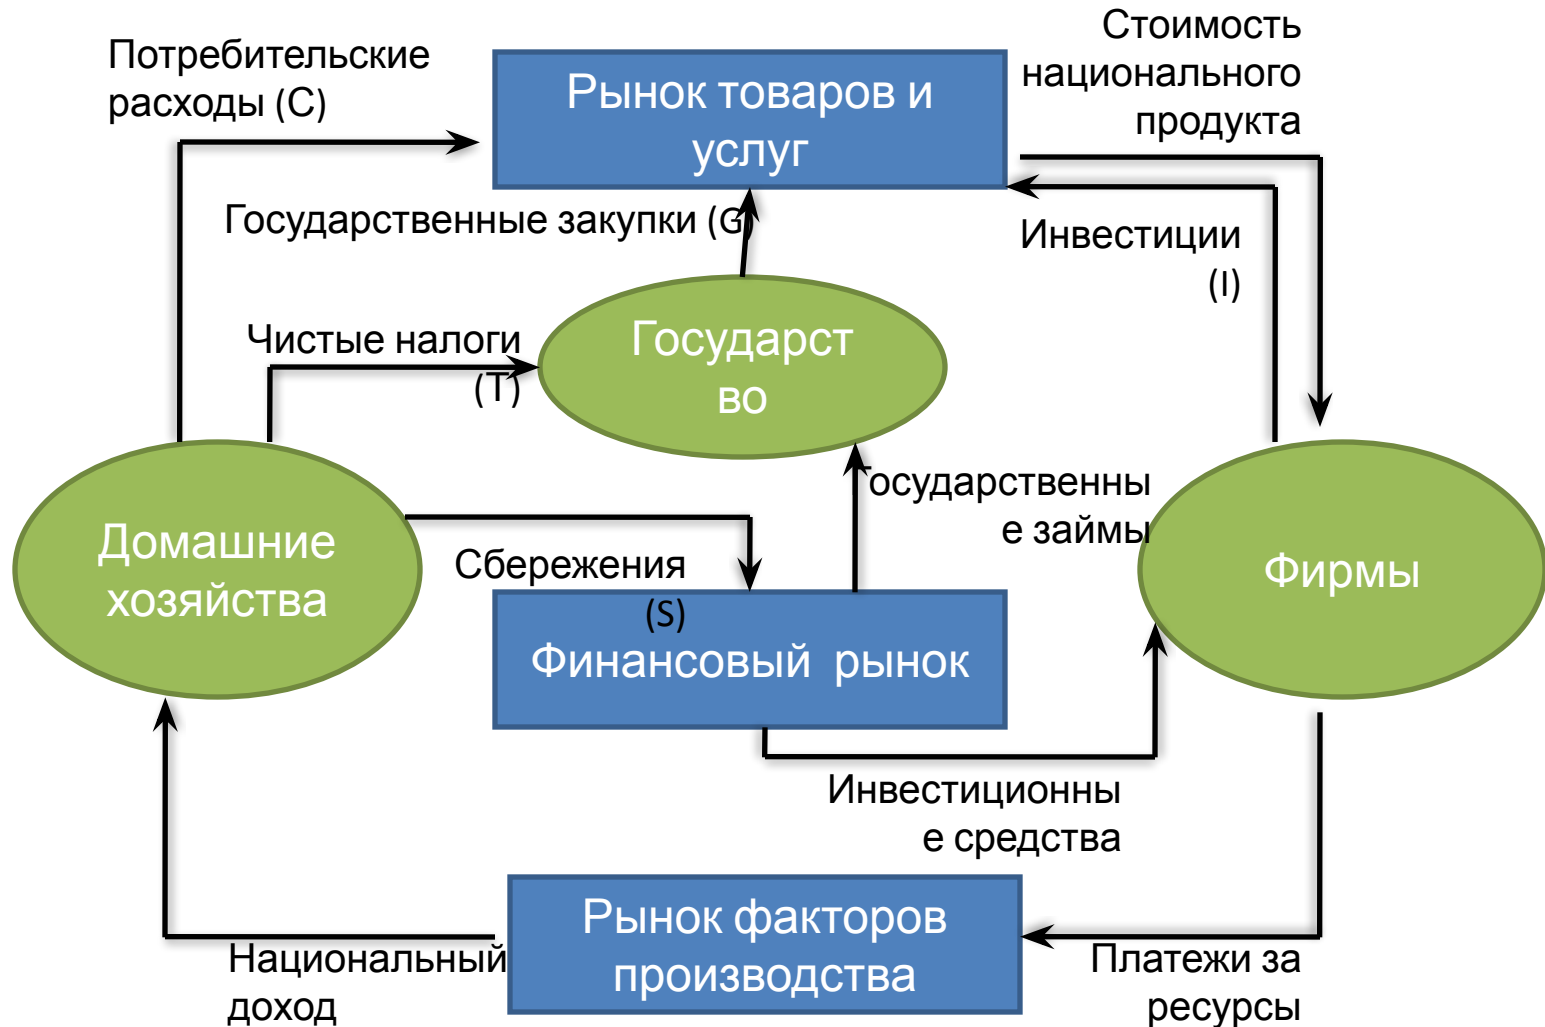 Потребительские
расходы (С)
Рынок товаров и
услуг
Стоимость
национального
продукта
Государственные закупки (G)
Инвестиции
(I)
Чистые налоги
(Т)
Государст
во
Государственны
е займы
Домашние
хозяйства
Сбережения
(S)
Финансовый рынок
Фирмы
Инвестиционны
е средства
Рынок факторов
производства
Национальный
доход
Платежи за
ресурсы